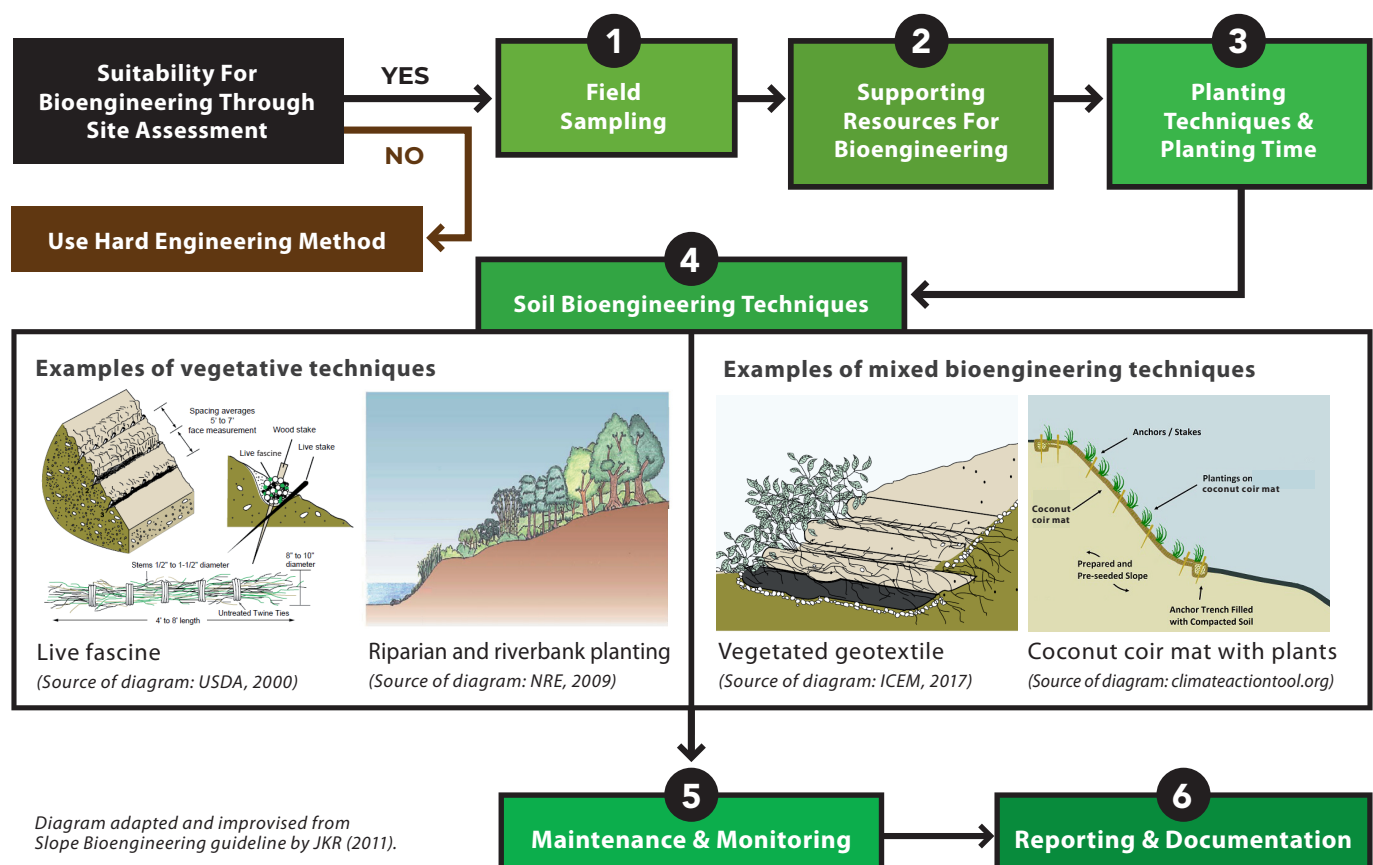 Suitability For
Bioengineering Through
Site Assessment
YES
NO
Use Hard Engineering Method
1
Field
Sampling
2
Supporting
Resources For
Bioengineering
3
Planting
Techniques &
Planting Time
4
Soil Bioengineering Techniques
Examples of vegetative techniques
Spacing averages
5' to 7'
face measurement
Wood stake
Live fascine
Live stake
Stems 1/2" to 1-1/2" diameter
8" to 10"
diameter
Untreated Twine Ties
4' to 8' length
Live fascine
(Source of diagram: USDA, 2000)
Riparian and riverbank planting
(Source of diagram: NRE, 2009)
Examples of mixed bioengineering techniques
Vegetated geotextile
(Source of diagram: ICEM, 2017)
Anchors / Stakes
Plantings on
coconut coir mat
Coconut
coir mat
Prepared and
Pre-seeded Slope
Anchor Trench Filled
with Compacted Soil
Coconut coir mat with plants
(Source of diagram: climateactiontool.org)
5
Maintenance & Monitoring
6
Reporting & Documentation
Diagram adapted and improvised from
Slope Bioengineering guideline by JKR (2011).